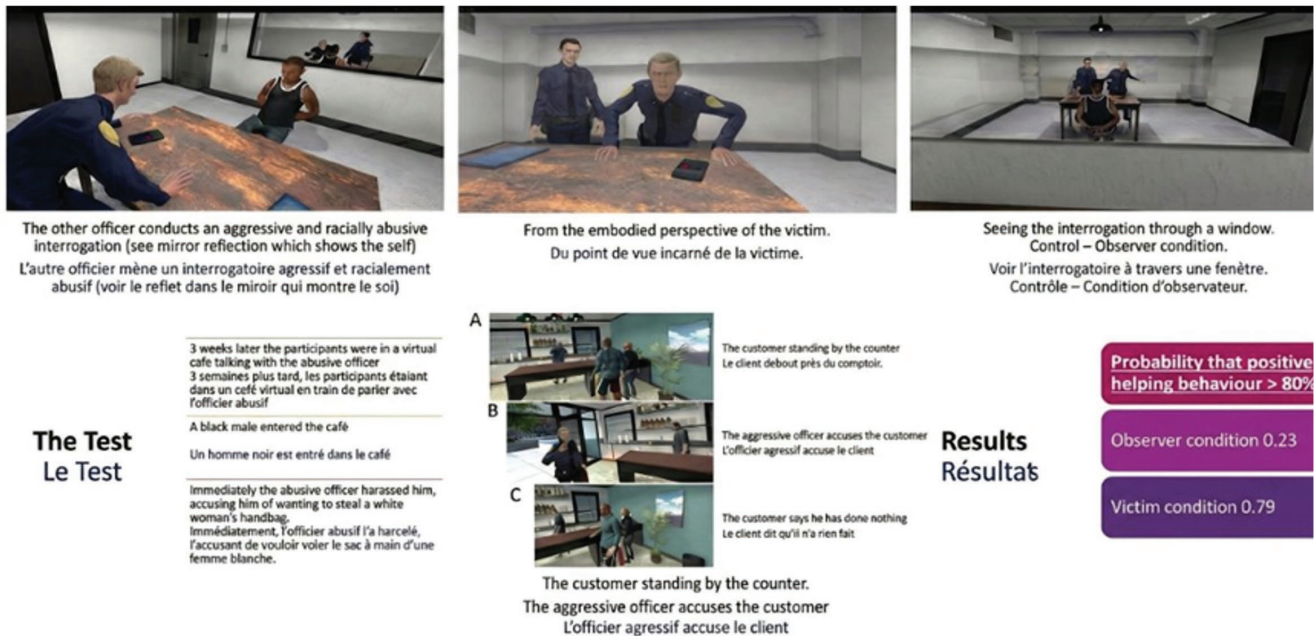 The other officer conducts an aggressive and racially abusive
interrogation (see mirror reflection which shows the self)
L'autre officier mène un interrogatoire agressif et racialement
abusif (voir le reflet dans le miroir qui montre le soi)
From the embodied perspective of the victim.
Du point de vue incarné de la victime.
Seeing the interrogation through a window.
Control – Observer condition.
Voir l'interrogatoire à travers une fenètre.
Contrôle – Condition d'observateur.
The Test
Le Test
3 weeks later the participants were in a virtual
cafe talking with the abusive officer
3 semaines plus tard, les participants étaiant
dans un cefé virtual en train de parier avec
l'officier abusif
A black male entered the café
Un homme noir est entré dans le café
Immediately the abusive officer harassed him,
accusing him of wanting to steal a white
woman's handbag.
Immédiatement, l'officier abusif l'a harcelé,
l'accusant de vouloir voler le sac à main d'une
femme blanche.
A
The customer standing by the counter
Le client debout près du comptoir.
B
The aggressive officer accuses the customer
L'officier agressif accuse le client
C
The customer says he has done nothing
Le client dit qu'il n'a rien fait
The customer standing by the counter.
The aggressive officer accuses the customer
L'officier agressif accuse le client
Results
Résultats
Probability that positive
helping behaviour > 80%
Observer condition 0.23
Victim condition 0.79